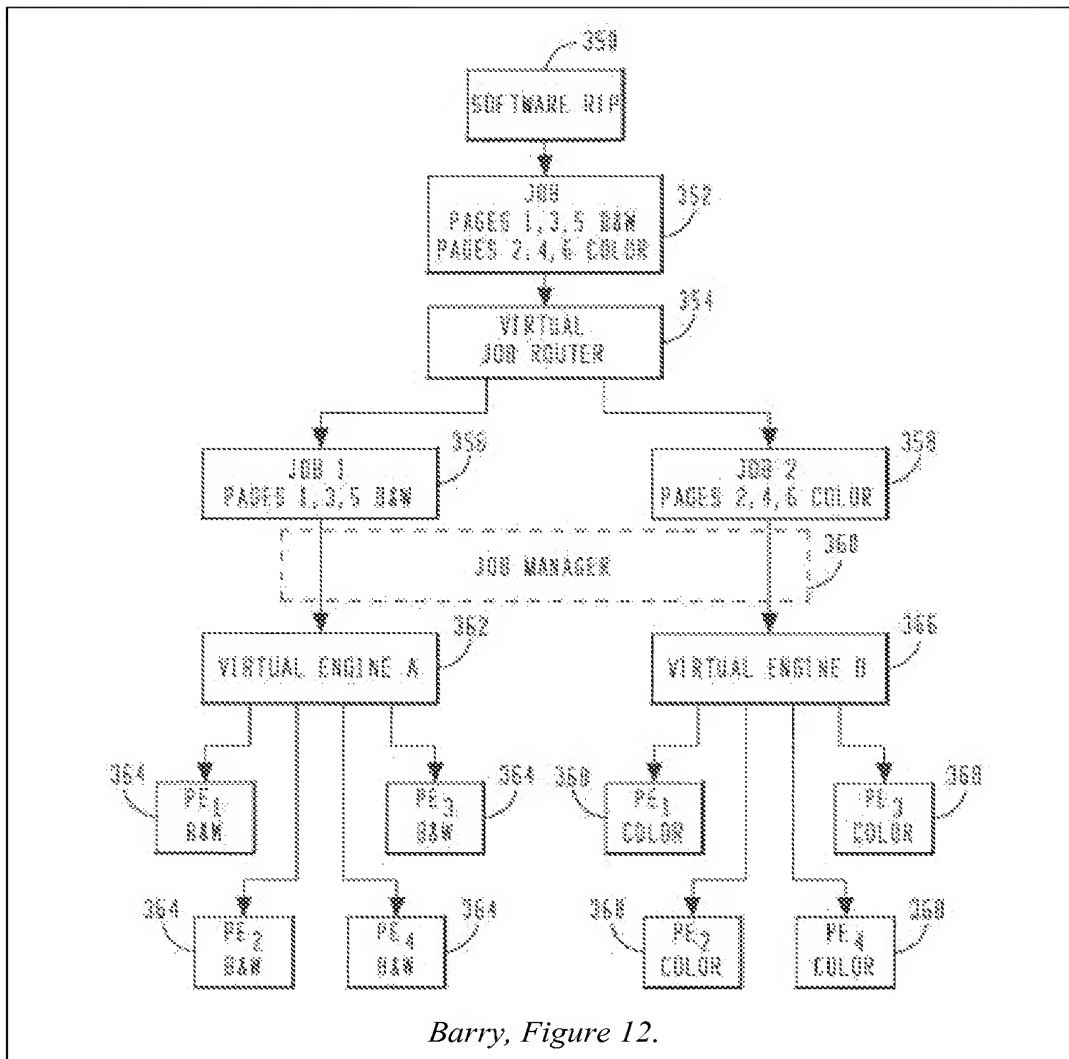 350
SOFTWARE RIP
JOB
PAGES 1,3,5 B&W
PAGES 2,4,6 COLOR
352
VIRTUAL
JOB ROUTER
354
JOB 1
PAGES 1,3,5 B&W
356
JOB 2
PAGES 2,4,6 COLOR
358
JOB MANAGER
360
VIRTUAL ENGINE A
362
VIRTUAL ENGINE B
366
364
PE1
B&W
PE3
B&W
364
368
PE1
COLOR
PE3
COLOR
368
364
PE2
B&W
PE4
B&W
364
368
PE2
COLOR
PE4
COLOR
368
Barry, Figure 12.